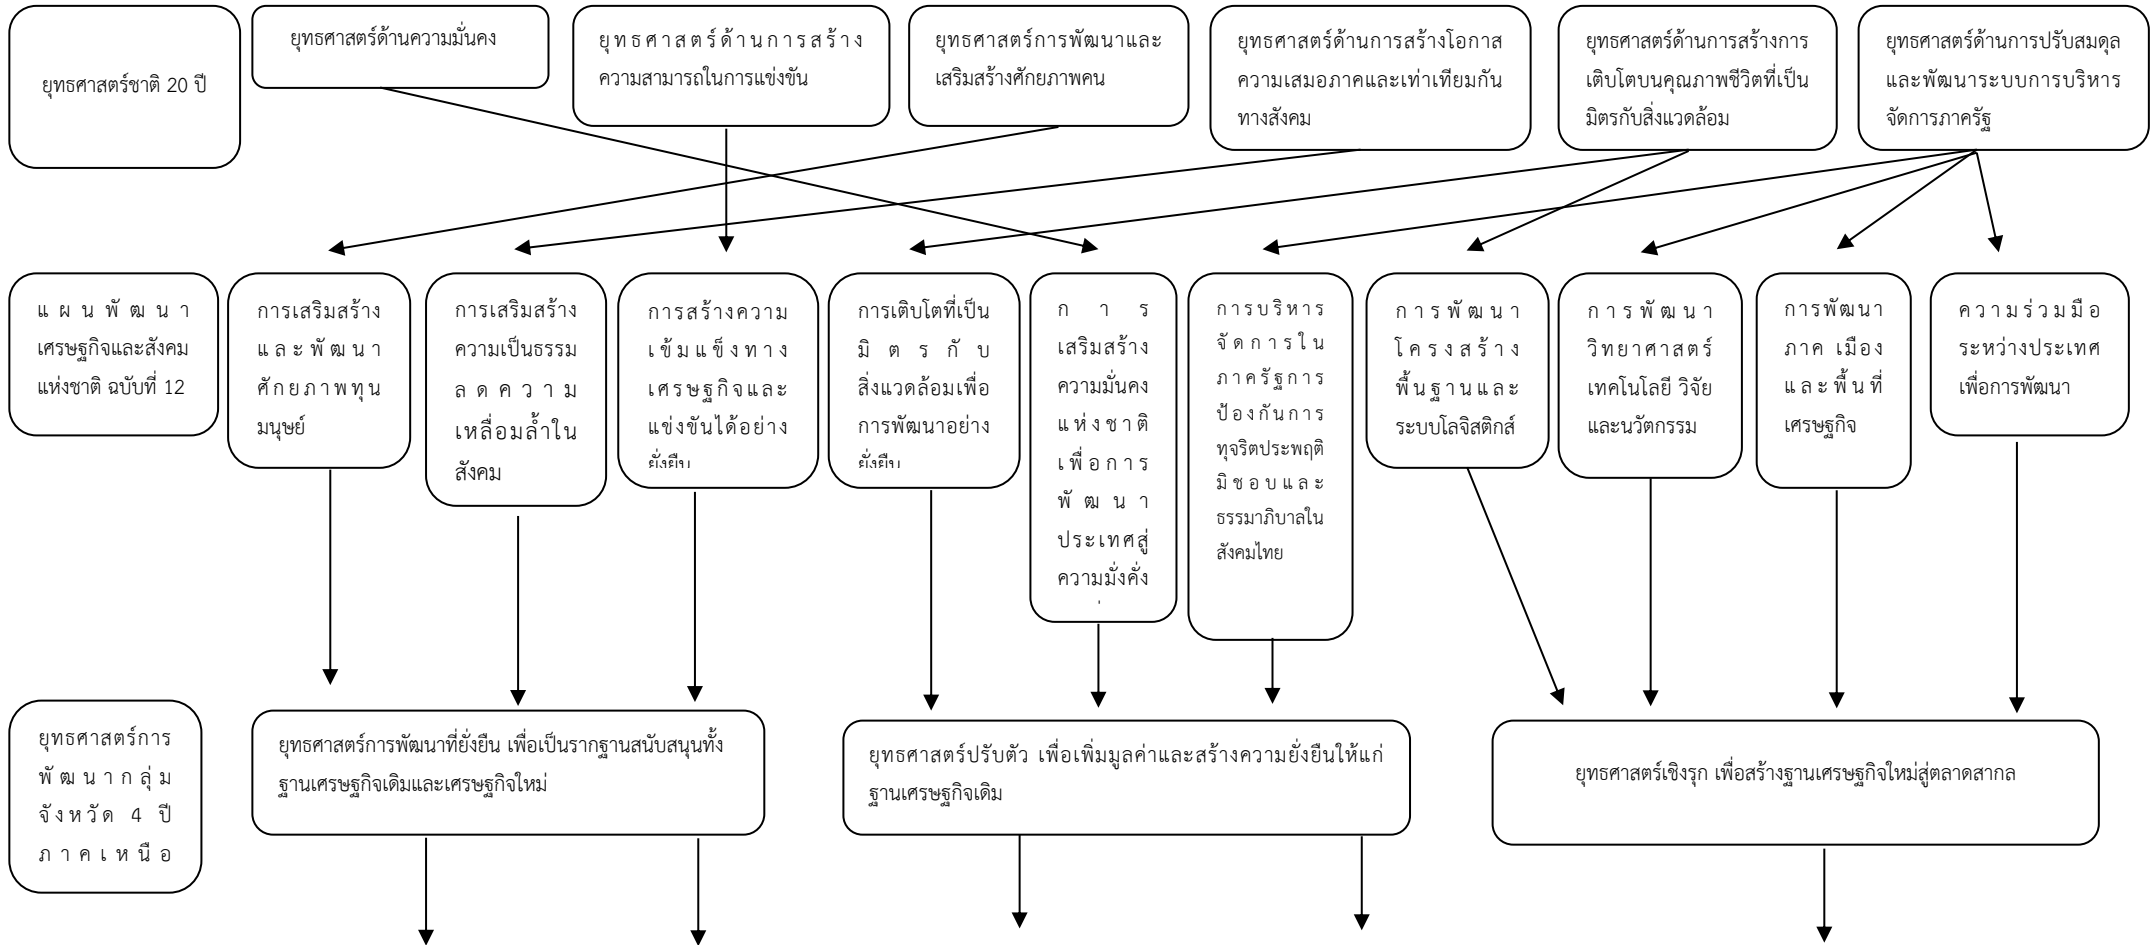 ยุทธศาสตร์ชาติ 20 ปี
ยุทธศาสตร์ด้านความมั่นคง
ยุทธศาสตร์ด้านการสร้าง
ความสามารถในการแข่งขัน
ยุทธศาสตร์การพัฒนาและ
เสริมสร้างศักยภาพคน
ยุทธศาสตร์ด้านการสร้างโอกาส
ความเสมอภาคและเท่าเทียมกัน
ทางสังคม
ยุทธศาสตร์ด้านการสร้างการ
เติบโตบนคุณภาพชีวิตที่เป็น
มิตรกับสิ่งแวดล้อม
ยุทธศาสตร์ด้านการปรับสมดุล
และพัฒนาระบบการบริหาร
จัดการภาครัฐ
แผนพัฒนา
เศรษฐกิจและสังคม
แห่งชาติ ฉบับที่ 12
การเสริมสร้าง
และพัฒนา
ศักยภาพทุน
มนุษย์
การเสริมสร้าง
ความเป็นธรรม
ลดความ
เหลื่อมล้ำใน
สังคม
การสร้างความ
เข้มแข็งทาง
เศรษฐกิจและ
แข่งขันได้อย่าง
ยั่งยืน
การเติบโตที่เป็น
มิตรกับ
สิ่งแวดล้อมเพื่อ
การพัฒนาอย่าง
ยั่งยืน
การ
เสริมสร้าง
ความมั่นคง
แห่งชาติ
เพื่อการ
พัฒนา
ประเทศสู่
ความมั่งคั่ง
การบริหาร
จัดการใน
ภาครัฐการ
ป้องกันการ
ทุจริตประพฤติ
มิชอบและ
ธรรมาภิบาลใน
สังคมไทย
การพัฒนา
โครงสร้าง
พื้นฐานและ
ระบบโลจิสติกส์
การพัฒนา
วิทยาศาสตร์
เทคโนโลยี วิจัย
และนวัตกรรม
การพัฒนา
ภาค เมือง
และพื้นที่
เศรษฐกิจ
ความร่วมมือ
ระหว่างประเทศ
เพื่อการพัฒนา
ยุทธศาสตร์การ
พัฒนากลุ่ม
จังหวัด 4 ปี
ภาคเหนือ
ยุทธศาสตร์การพัฒนาที่ยั่งยืน เพื่อเป็นรากฐานสนับสนุนทั้ง
ฐานเศรษฐกิจเดิมและเศรษฐกิจใหม่
ยุทธศาสตร์ปรับตัว เพื่อเพิ่มมูลค่าและสร้างความยั่งยืนให้แก่
ฐานเศรษฐกิจเดิม
ยุทธศาสตร์เชิงรุก เพื่อสร้างฐานเศรษฐกิจใหม่สู่ตลาดสากล